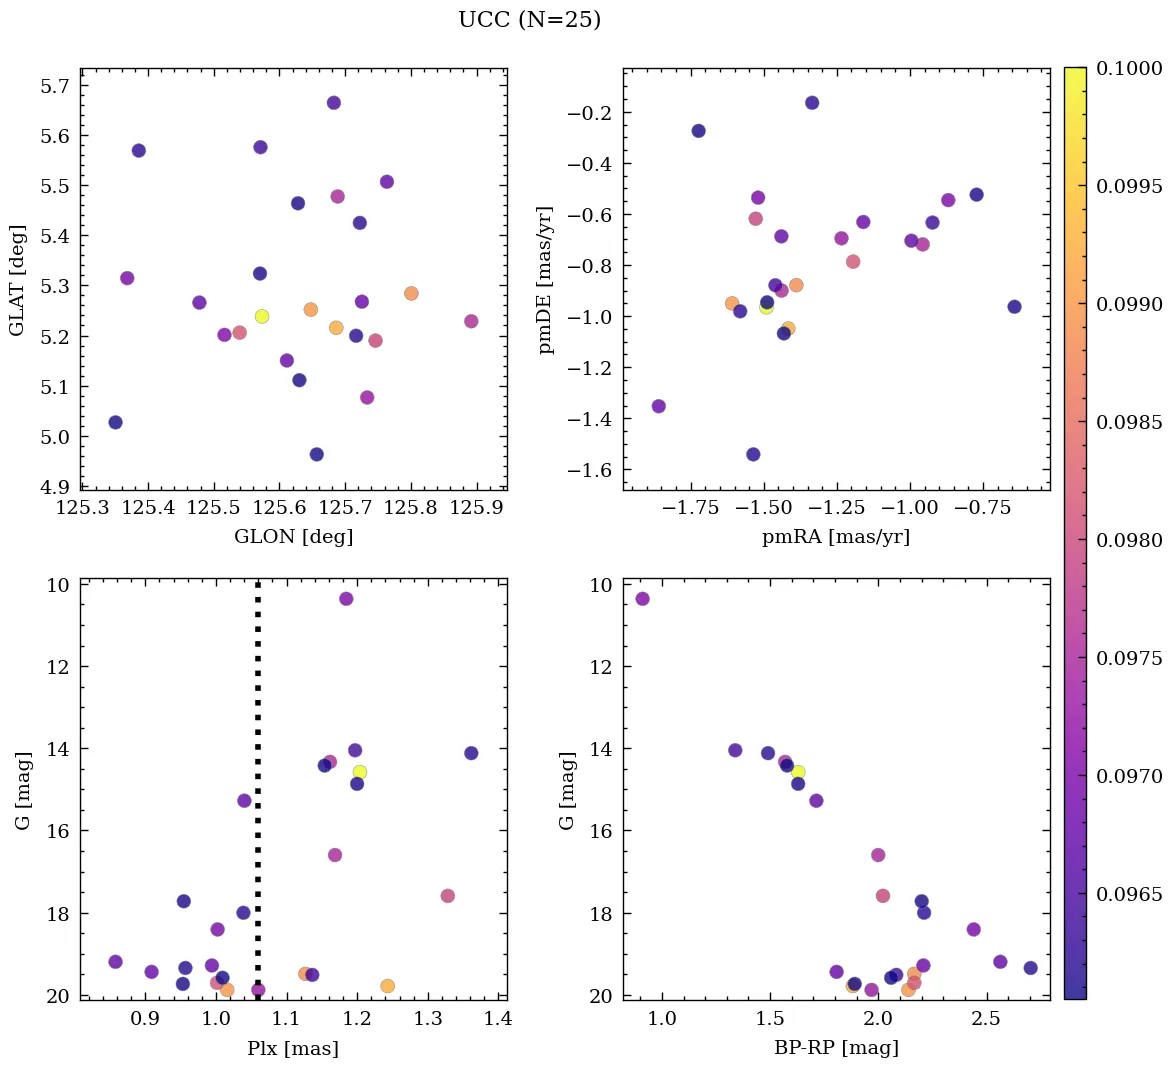 UCC (N=25)
5.7
5.6
5.5
5.4
5.3
5.2
5.1
5.0
4.9
GLAT [deg]
125.3 125.4 125.5 125.6 125.7 125.8 125.9
GLON [deg]
−0.2
−0.4
−0.6
−0.8
−1.0
−1.2
−1.4
−1.6
pmDE [mas/yr]
−1.75 −1.50 −1.25 −1.00 −0.75
pmRA [mas/yr]
10
12
14
16
18
20
G [mag]
0.9 1.0 1.1 1.2 1.3 1.4
Plx [mas]
10
12
14
16
18
20
G [mag]
1.0 1.5 2.0 2.5
BP-RP [mag]
0.1000
0.0995
0.0990
0.0985
0.0980
0.0975
0.0970
0.0965